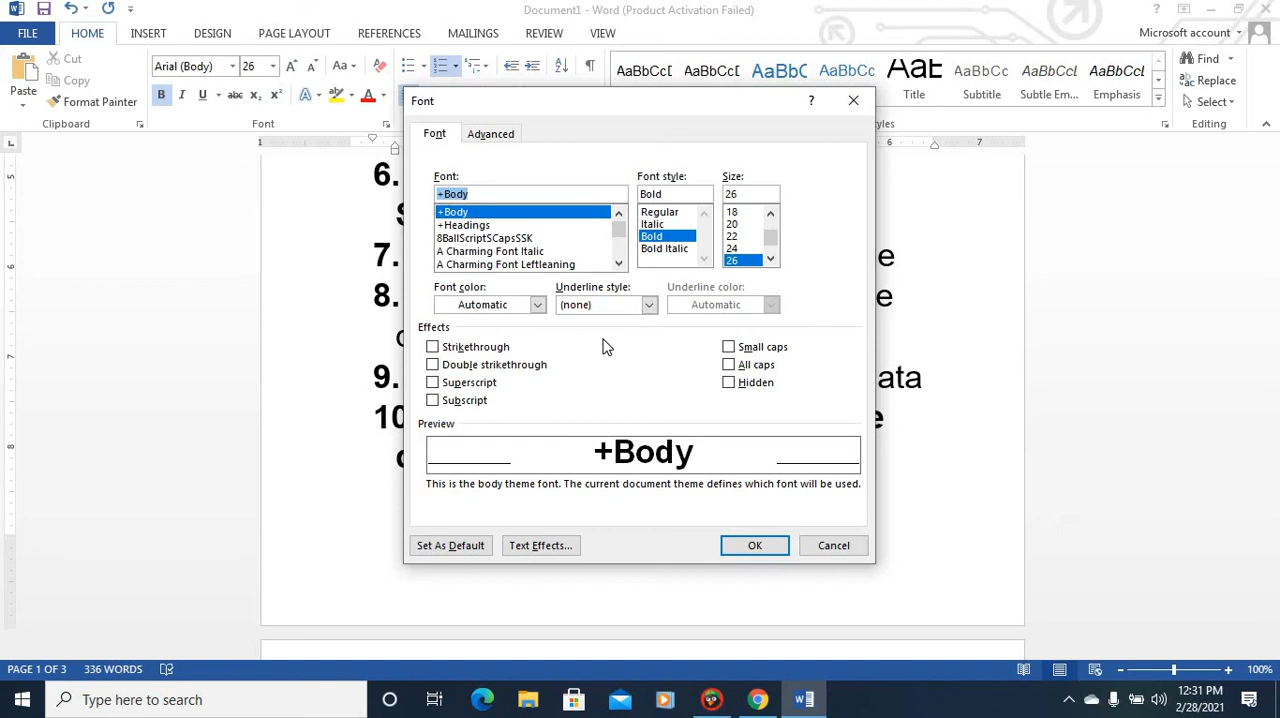 Document1 - Word (Product Activation Failed)
FILE HOME INSERT DESIGN PAGE LAYOUT REFERENCES MAILINGS REVIEW VIEW Microsoft account
Paste
Cut
Copy
Format Painter
Clipboard
Arial (Body) 26
Font
AaBbCcI AaBbCcD AaBbC AaBbCc AaE AaBbCcD AaBbCcD AaBbCcD
Title Subtitle Subtle Em... Emphasis
Find
Replace
Select
Editing
6.
7.
8.
9. ata
10
Font
Font Advanced
Font: Font style: Size:
+Body Bold 26
+Body
+Headings
8BallScriptSCapsSSK
A Charming Font Italic
A Charming Font Leftleaning
Regular
Italic
Bold
Bold Italic
18
20
22
24
26
Font color: Underline style: Underline color:
Automatic (none) Automatic
Effects
Strikethrough
Double strikethrough
Superscript
Subscript
Small caps
All caps
Hidden
Preview
+Body
This is the body theme font. The current document theme defines which font will be used.
Set As Default Text Effects... OK Cancel
PAGE 1 OF 3 336 WORDS 100%
Type here to search
12:31 PM
2/28/2021